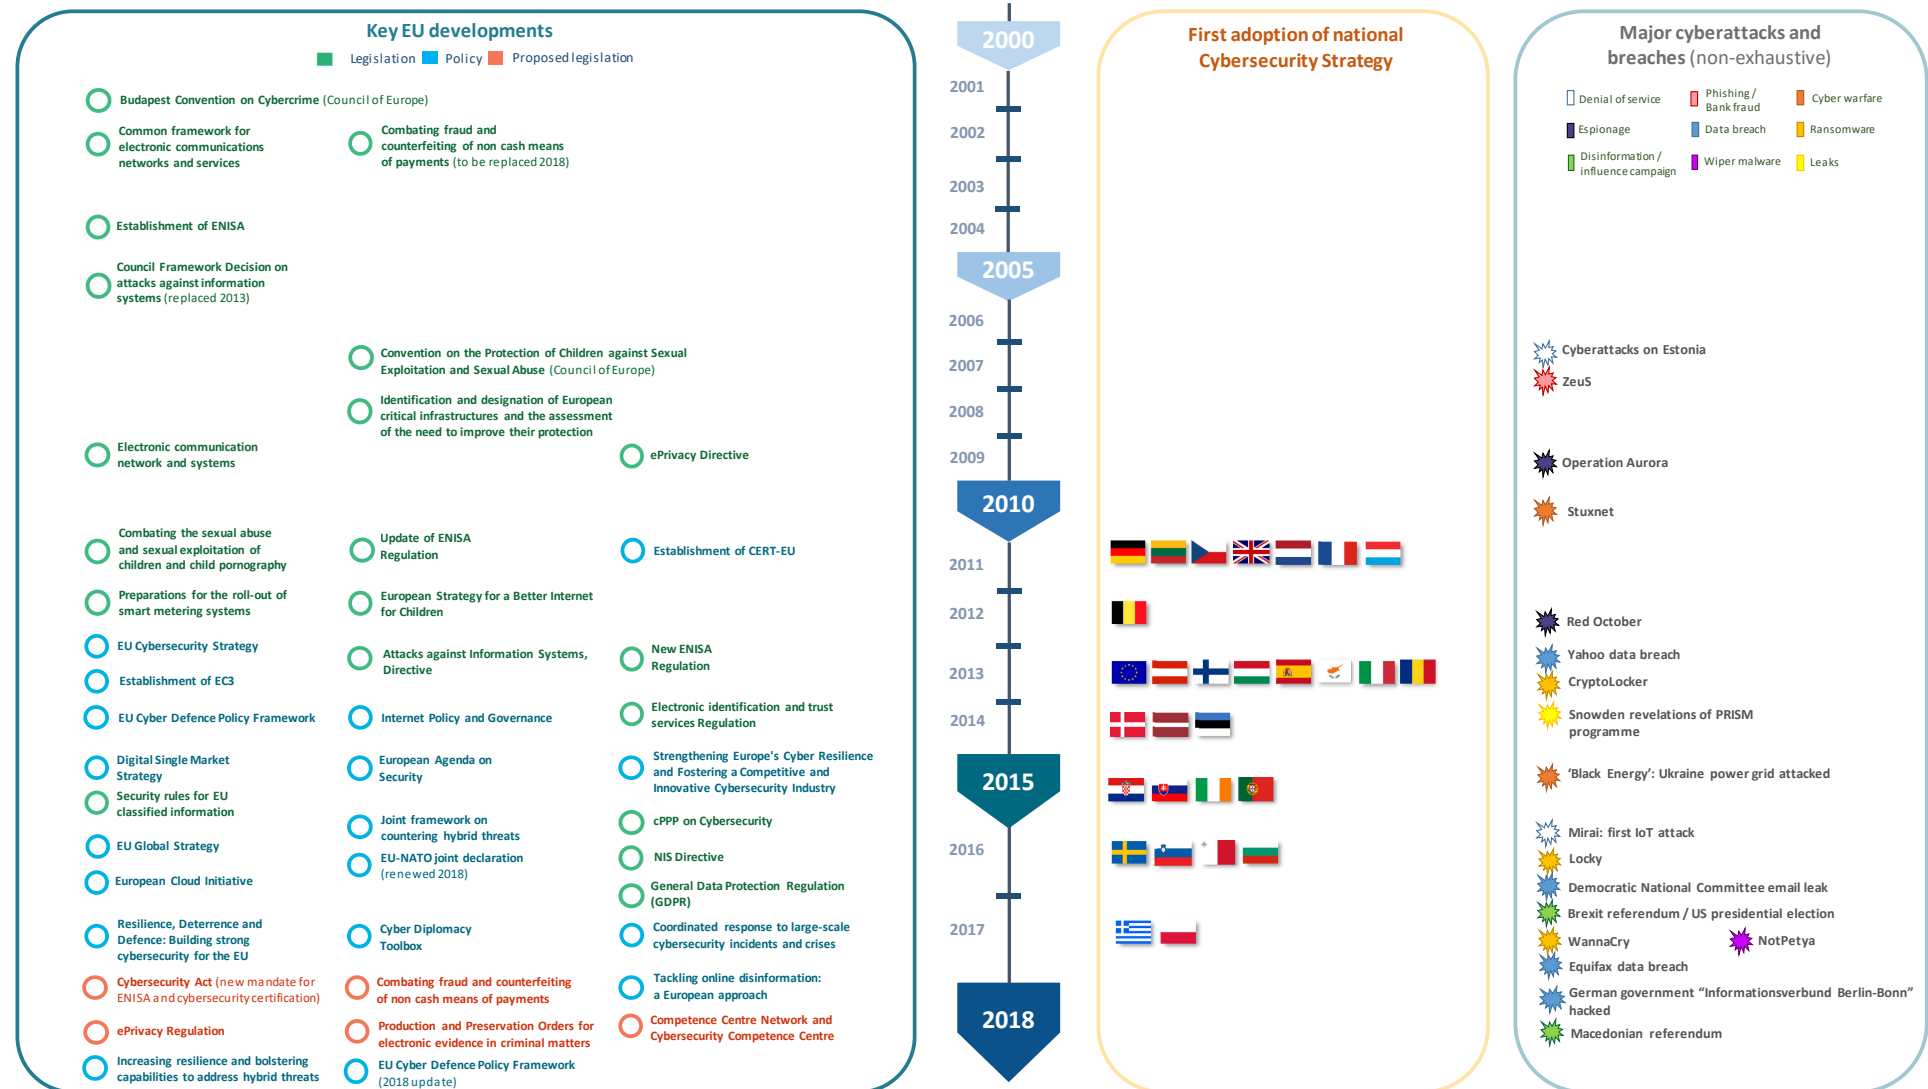 Key EU developments
Legislation
Policy
Proposed legislation
Budapest Convention on Cybercrime (Council of Europe)
Common framework for
electronic communications
networks and services
Combating fraud and
counterfeiting of non cash means
of payments (to be replaced 2018)
Establishment of ENISA
Council Framework Decision on
attacks against information
systems (replaced 2013)
Convention on the Protection of Children against Sexual
Exploitation and Sexual Abuse (Council of Europe)
Identification and designation of European
critical infrastructures and the assessment
of the need to improve their protection
Electronic communication
network and systems
ePrivacy Directive
Combating the sexual abuse
and sexual exploitation of
children and child pornography
Update of ENISA
Regulation
Establishment of CERT-EU
Preparations for the roll-out of
smart metering systems
European Strategy for a Better Internet
for Children
EU Cybersecurity Strategy
Attacks against Information Systems,
Directive
New ENISA
Regulation
Establishment of EC3
EU Cyber Defence Policy Framework
Internet Policy and Governance
Electronic identification and trust
services Regulation
Digital Single Market
Strategy
European Agenda on
Security
Strengthening Europe's Cyber Resilience
and Fostering a Competitive and
Innovative Cybersecurity Industry
Security rules for EU
classified information
Joint framework on
countering hybrid threats
cPPP on Cybersecurity
EU Global Strategy
EU-NATO joint declaration
(renewed 2018)
NIS Directive
European Cloud Initiative
General Data Protection Regulation
(GDPR)
Resilience, Deterrence and
Defence: Building strong
cybersecurity for the EU
Cyber Diplomacy
Toolbox
Coordinated response to large-scale
cybersecurity incidents and crises
Cybersecurity Act (new mandate for
ENISA and cybersecurity certification)
Combating fraud and counterfeiting
of non cash means of payments
Tackling online disinformation:
a European approach
ePrivacy Regulation
Production and Preservation Orders for
electronic evidence in criminal matters
Competence Centre Network and
Cybersecurity Competence Centre
Increasing resilience and bolstering
capabilities to address hybrid threats
EU Cyber Defence Policy Framework
(2018 update)
2000
2001
2002
2003
2004
2005
2006
2007
2008
2009
2010
2011
2012
2013
2014
2015
2016
2017
2018
First adoption of national
Cybersecurity Strategy
Major cyberattacks and
breaches (non-exhaustive)
Denial of service
Phishing /
Bank fraud
Cyber warfare
Espionage
Data breach
Ransomware
Disinformation /
influence campaign
Wiper malware
Leaks
Cyberattacks on Estonia
ZeuS
Operation Aurora
Stuxnet
Red October
Yahoo data breach
CryptoLocker
Snowden revelations of PRISM
programme
‘Black Energy’: Ukraine power grid attacked
Mirai: first IoT attack
Locky
Democratic National Committee email leak
Brexit referendum / US presidential election
WannaCry
NotPetya
Equifax data breach
German government “Informationsverbund Berlin-Bonn”
hacked
Macedonian referendum